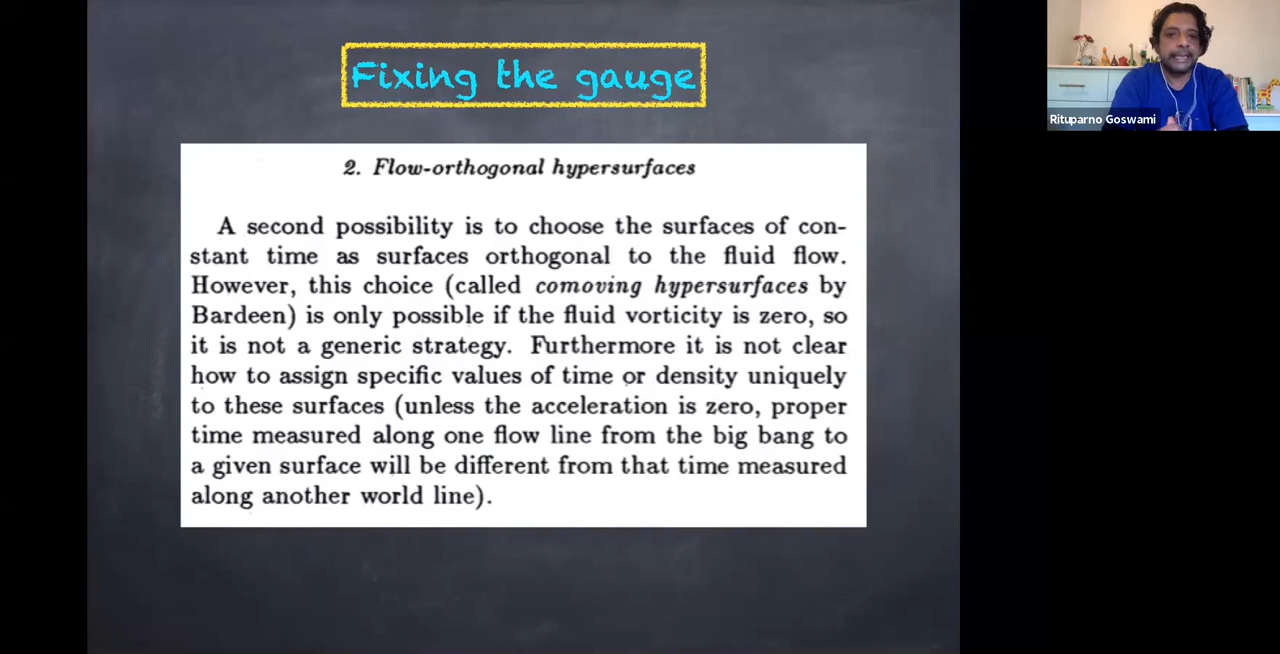 Fixing the gauge
2. Flow-orthogonal hypersurfaces
A second possibility is to choose the surfaces of con-
stant time as surfaces orthogonal to the fluid flow.
However, this choice (called comoving hypersurfaces by
Bardeen) is only possible if the fluid vorticity is zero, so
it is not a generic strategy. Furthermore it is not clear
how to assign specific values of time or density uniquely
to these surfaces (unless the acceleration is zero, proper
time measured along one flow line from the big bang to
a given surface will be different from that time measured
along another world line).
Rituparno Goswami